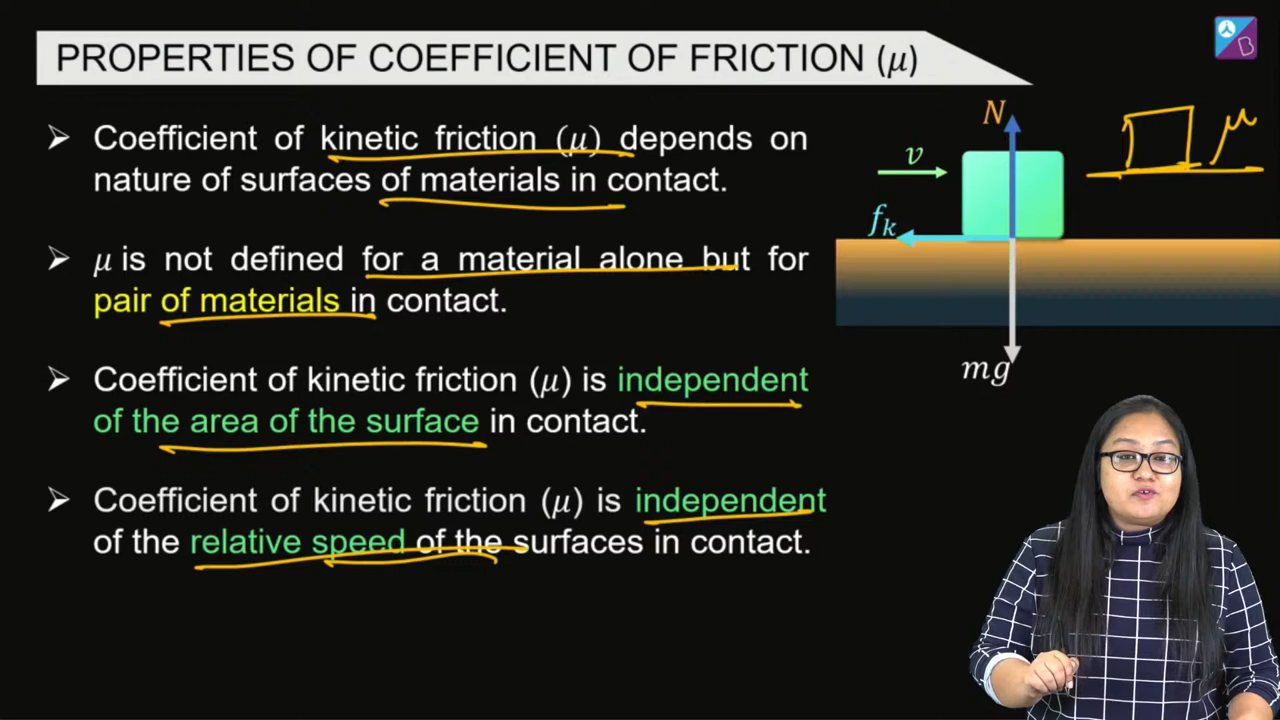 PROPERTIES OF COEFFICIENT OF FRICTION (μ)
➤ Coefficient of kinetic friction (μ) depends on
nature of surfaces of materials in contact.
➤ μ is not defined for a material alone but for
pair of materials in contact.
➤ Coefficient of kinetic friction (μ) is independent
of the area of the surface in contact.
➤ Coefficient of kinetic friction (μ) is independent
of the relative speed of the surfaces in contact.
N
μ
v
f_k
mg
B